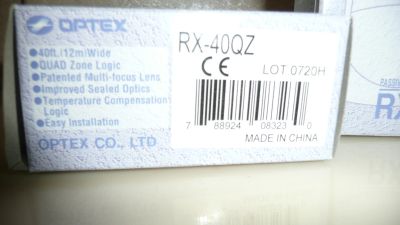 OPTEX
40ft./12m/Wide
QUAD Zone Logic
Patented Multi-focus Lens
Improved Sealed Optics
Temperature Compensation
Logic
Easy Installation
OPTEX CO., LTD
RX-40QZ
CE LOT 0720H
7 88924 08323 0
MADE IN CHINA
RX